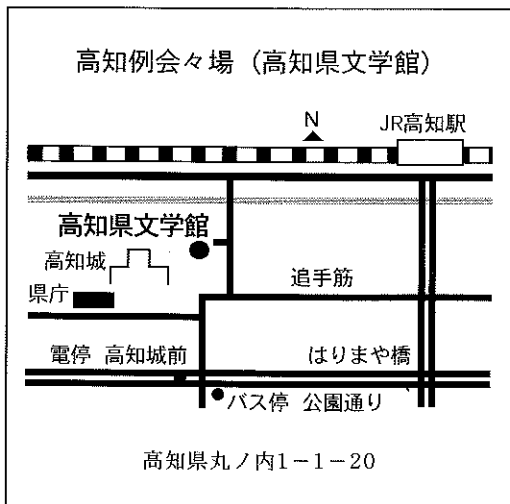 高知例会々場（高知県文学館）
N
JR高知駅
高知県文学館
高知城
追手筋
県庁
電停 高知城前
はりまや橋
バス停 公園通り
高知県丸ノ内1−1−20